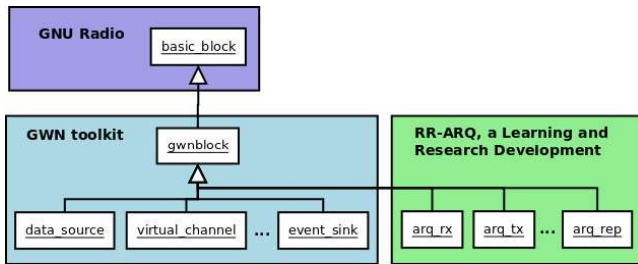 GNU Radio
basic_block
GWN toolkit
gwnblock
data_source
virtual_channel
...
event_sink
RR-ARQ, a Learning and
Research Development
arq_rx
arq_tx
...
arq_rep